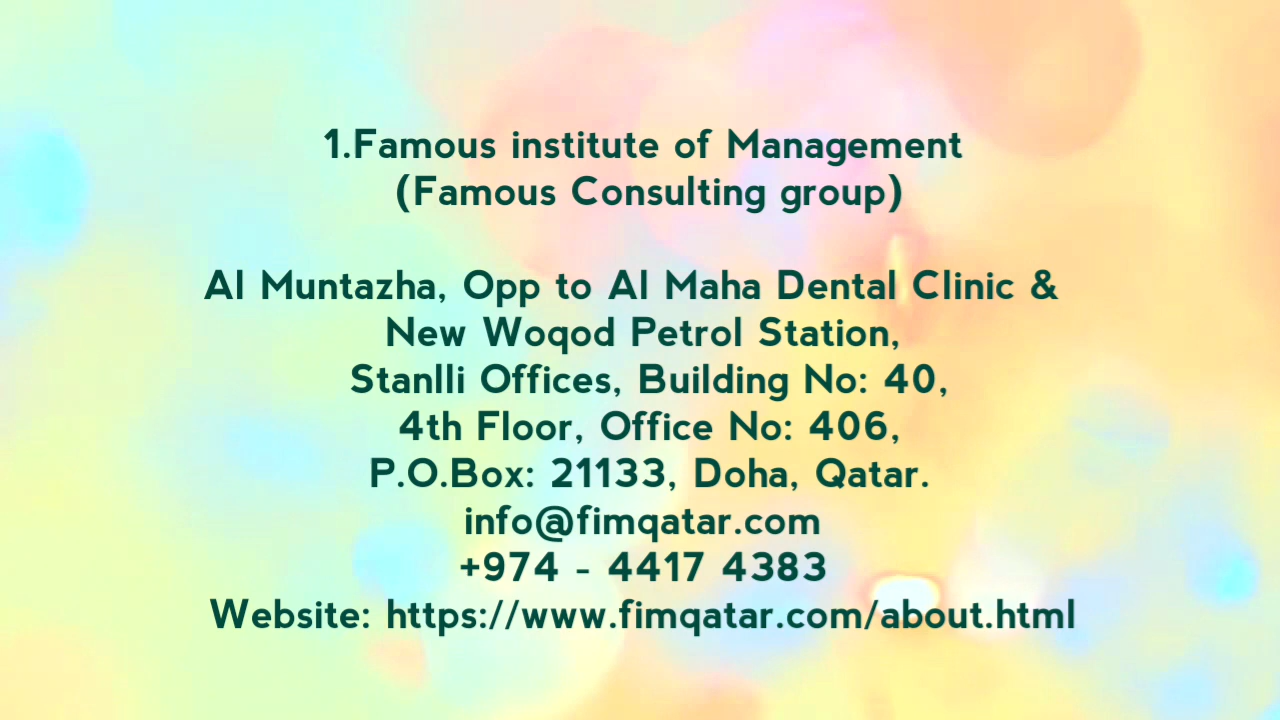 1.Famous institute of Management
(Famous Consulting group)
Al Muntazha, Opp to Al Maha Dental Clinic &
New Woqod Petrol Station,
Stanlli Offices, Building No: 40,
4th Floor, Office No: 406,
P.O.Box: 21133, Doha, Qatar.
info@fimqatar.com
+974 - 4417 4383
Website: https://www.fimqatar.com/about.html